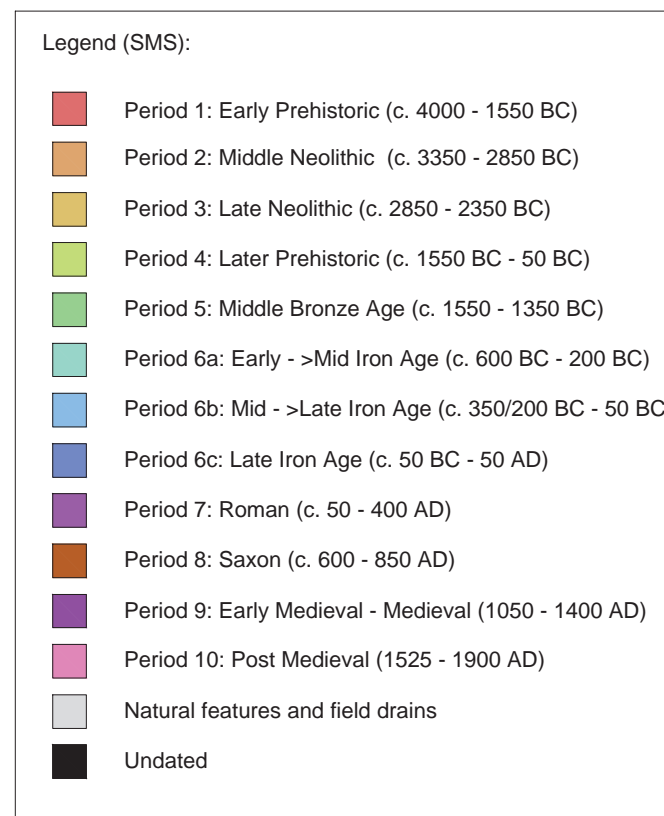 Legend (SMS):
Period 1: Early Prehistoric (c. 4000 - 1550 BC)
Period 2: Middle Neolithic (c. 3350 - 2850 BC)
Period 3: Late Neolithic (c. 2850 - 2350 BC)
Period 4: Later Prehistoric (c. 1550 BC - 50 BC)
Period 5: Middle Bronze Age (c. 1550 - 1350 BC)
Period 6a: Early - >Mid Iron Age (c. 600 BC - 200 BC)
Period 6b: Mid - >Late Iron Age (c. 350/200 BC - 50 BC
Period 6c: Late Iron Age (c. 50 BC - 50 AD)
Period 7: Roman (c. 50 - 400 AD)
Period 8: Saxon (c. 600 - 850 AD)
Period 9: Early Medieval - Medieval (1050 - 1400 AD)
Period 10: Post Medieval (1525 - 1900 AD)
Natural features and field drains
Undated